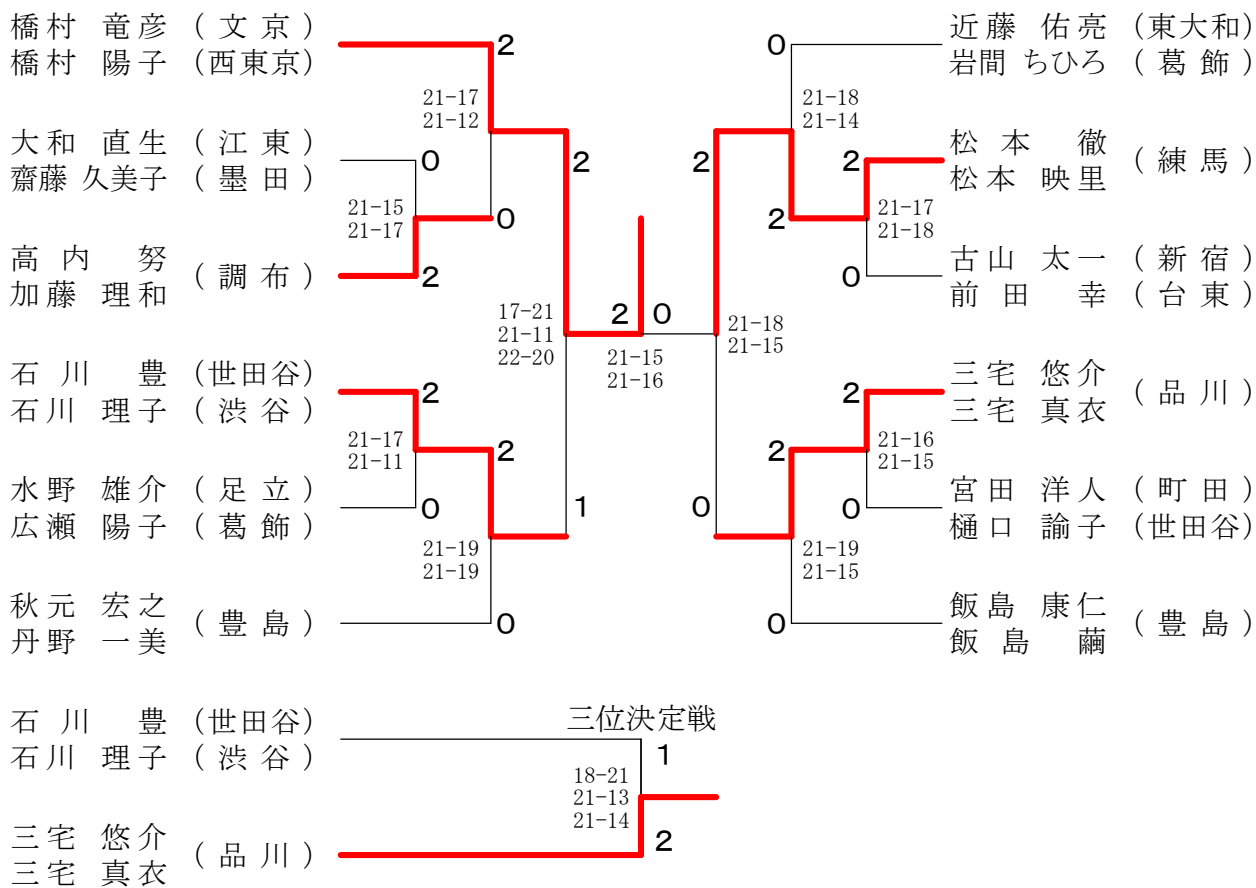 橋村 竜彦 ( 文 京 )
橋村 陽子 (西東京)
2
21-17
21-12
大和 直生 ( 江 東 )
齋藤 久美子 ( 墨 田 )
0
21-15
21-17
0
高 内 努
加藤 理和
( 調 布 )
2
2
17-21
21-11
22-20
石 川 豊 (世田谷)
石川 理子 ( 渋 谷 )
2
21-17
21-11
2
水野 雄介 ( 足 立 )
広瀬 陽子 ( 葛 飾 )
0
1
21-19
21-19
秋元 宏之
丹野 一美
( 豊 島 )
0
2 0
21-15
21-16
近藤 佑亮 (東大和)
岩間 ちひろ ( 葛 飾 )
0
21-18
21-14
松 本 徹
松本 映里
( 練 馬 )
2
2
2
21-17
21-18
古山 太一 ( 新 宿 )
前 田 幸 ( 台 東 )
0
21-18
21-15
三宅 悠介
三宅 真衣
( 品 川 )
2
2
21-16
21-15
宮田 洋人 ( 町 田 )
樋口 諭子 (世田谷)
0
0
21-19
21-15
飯島 康仁
飯 島 繭
( 豊 島 )
0
三位決定戦
石 川 豊 (世田谷)
石川 理子 ( 渋 谷 )
1
18-21
21-13
21-14
三宅 悠介
三宅 真衣
( 品 川 )
2